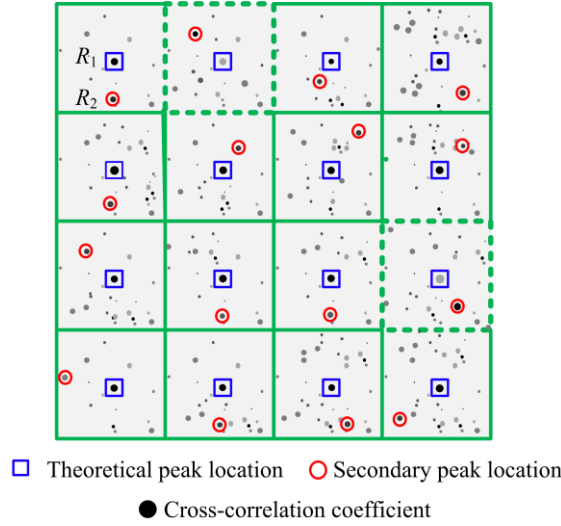 R1
R2
Theoretical peak location
Secondary peak location
Cross-correlation coefficient